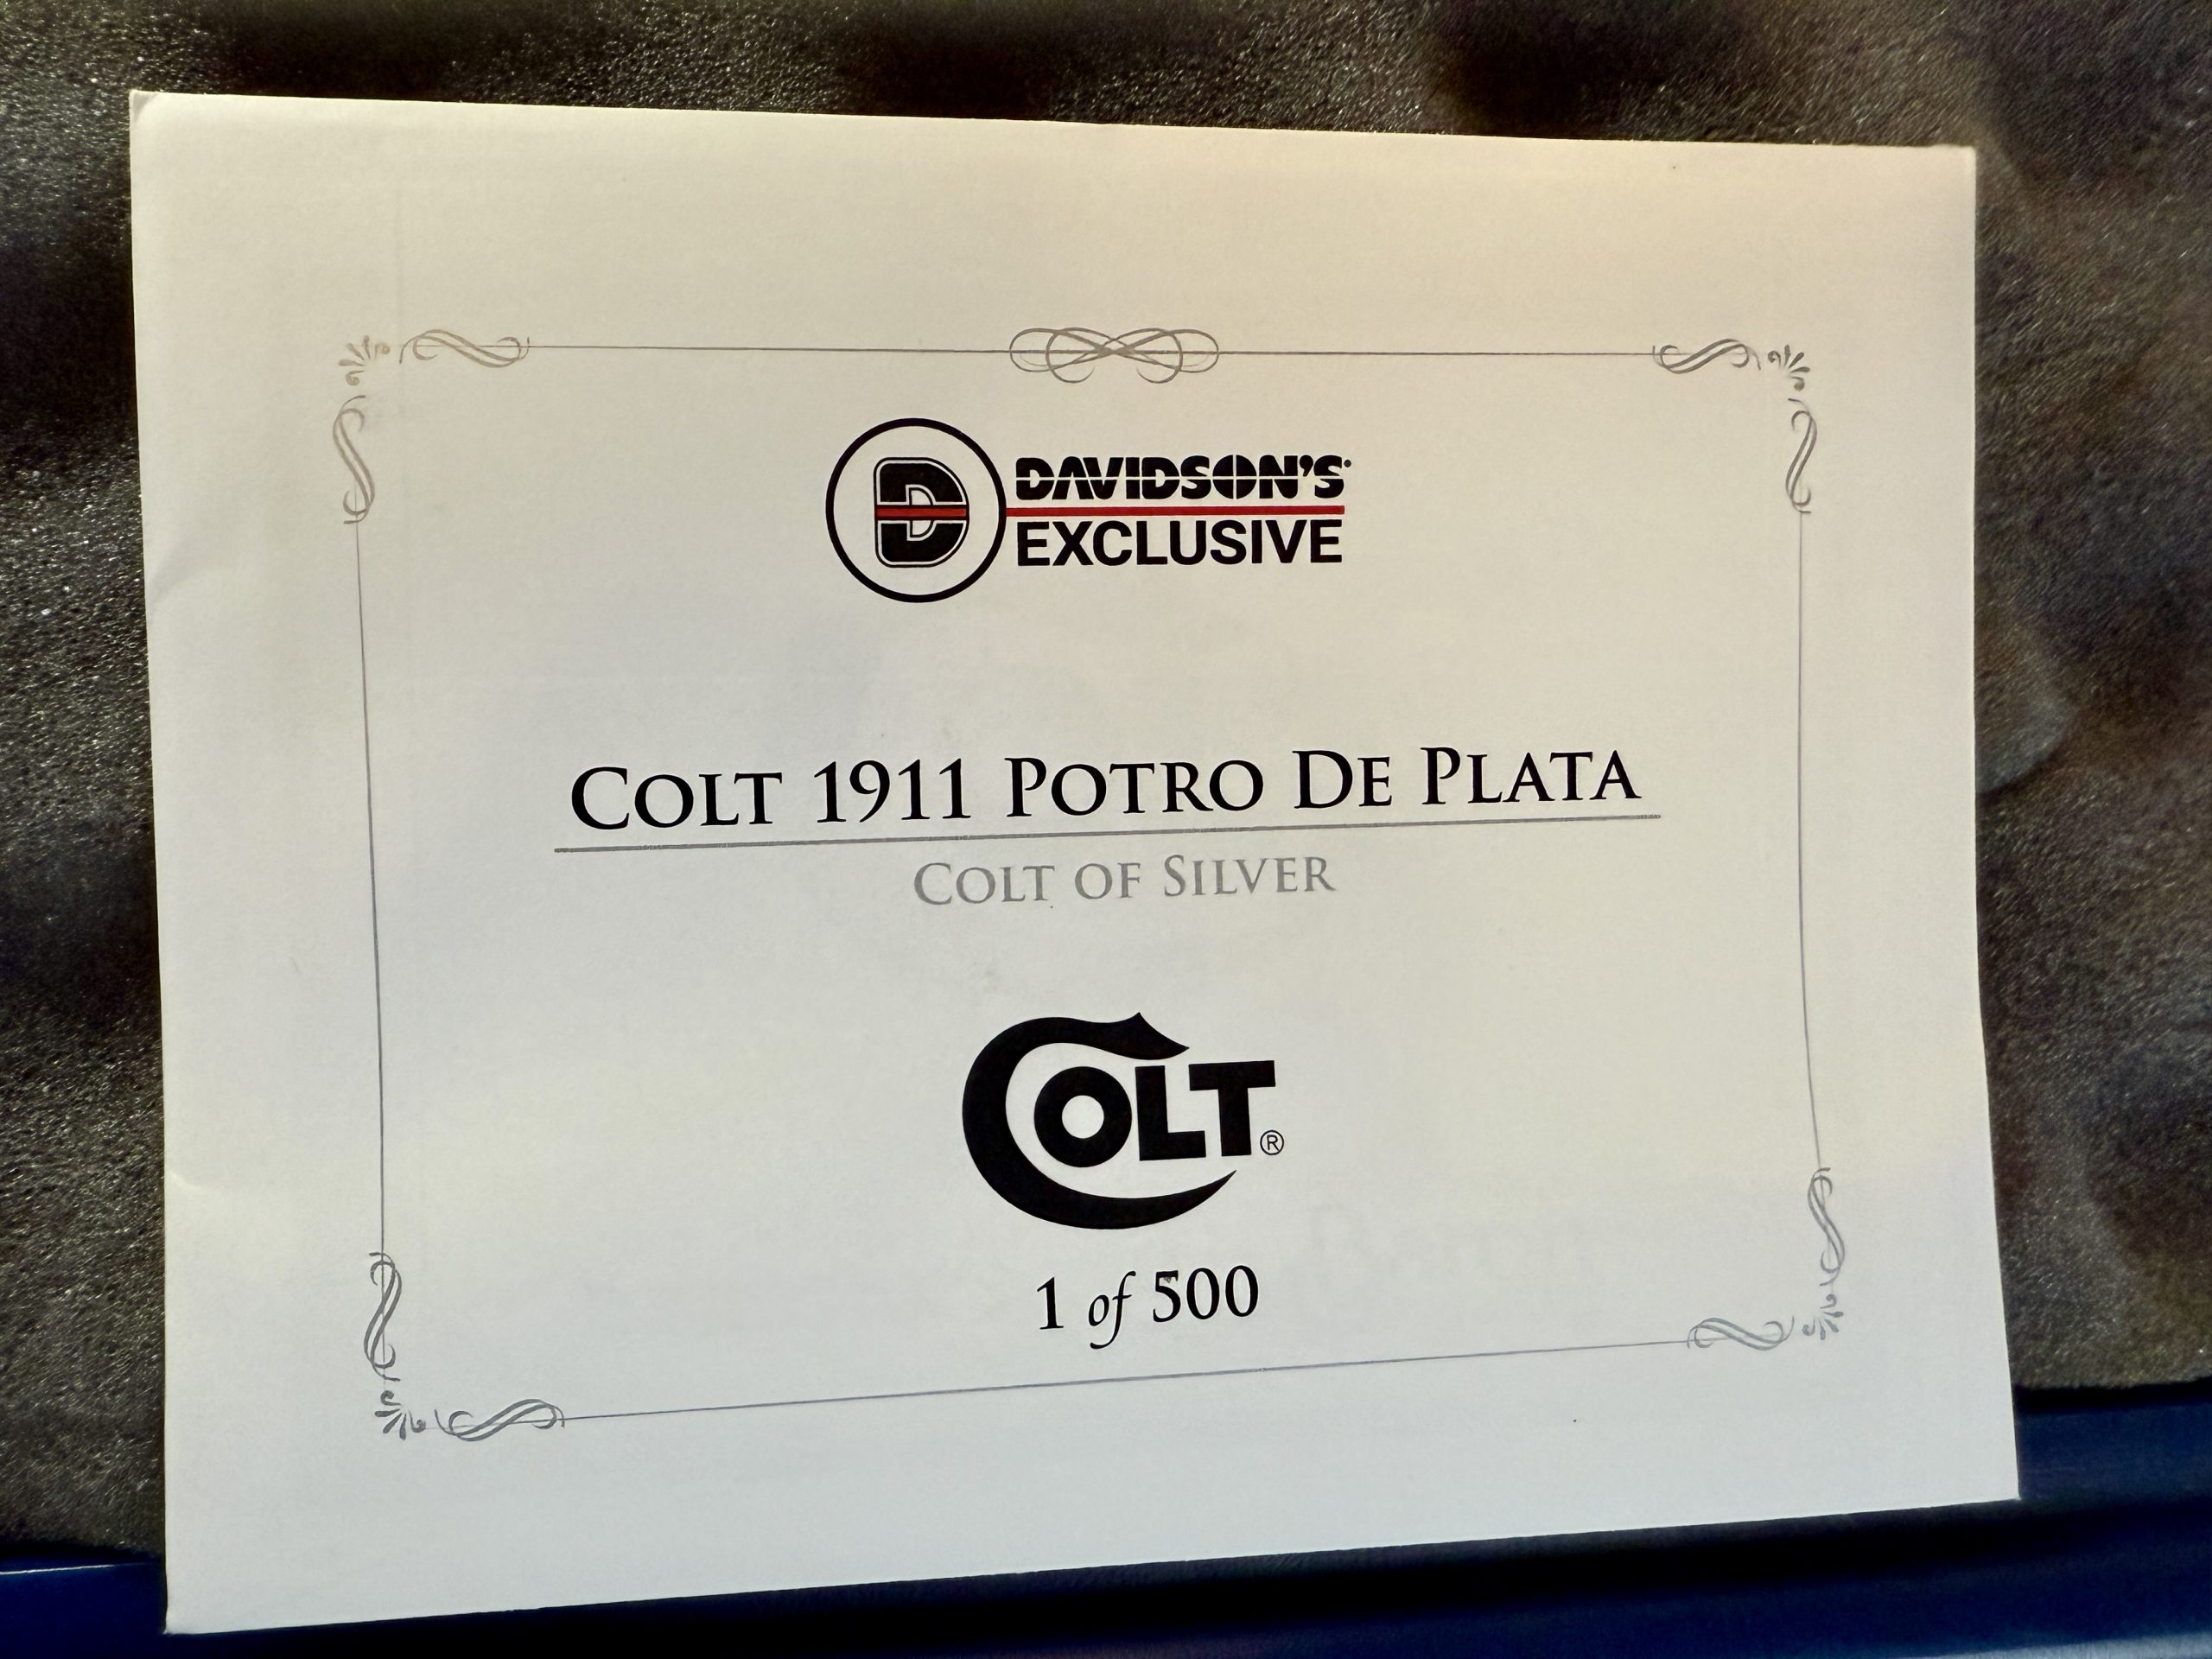 DAVIDSON'S
EXCLUSIVE
COLT 1911 POTRO DE PLATA
COLT OF SILVER
COLT®
1 of 500